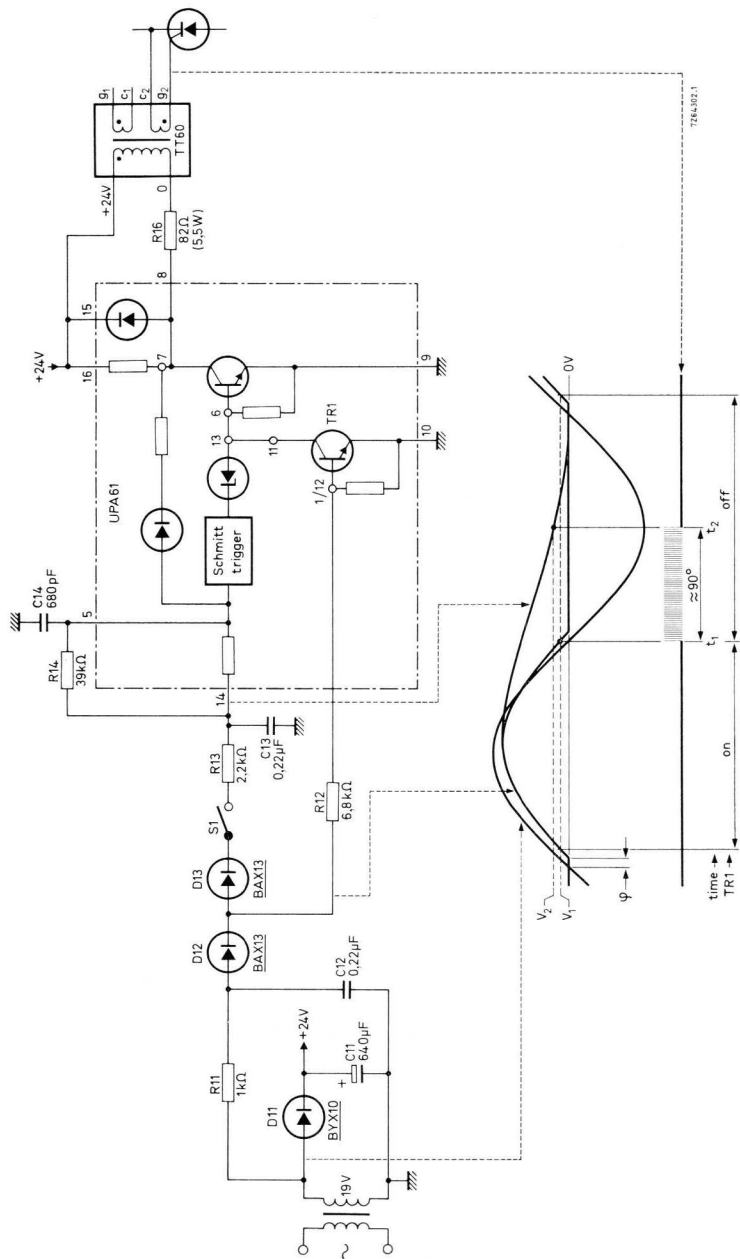 g₁
c₁
c₂
g₂
TT60
+24V
0
R16
82Ω
(5,5W)
8
15
+24V
16
7
9
6
13
11
TR1
10
1/12
UPA61
Schmitt
trigger
C14
680pF
5
R14
39kΩ
14
R13
2,2kΩ
C13
0,22µF
S1
R12
6,8kΩ
D13
BAX13
D12
BAX13
C12
0,22µF
R11
1kΩ
+24V
C11
640µF
+
D11
BYX10
19V
~
7Z64302.1
0V
V₂
V₁
φ
time →
TR1 →
on
t₁
≈90°
t₂
off